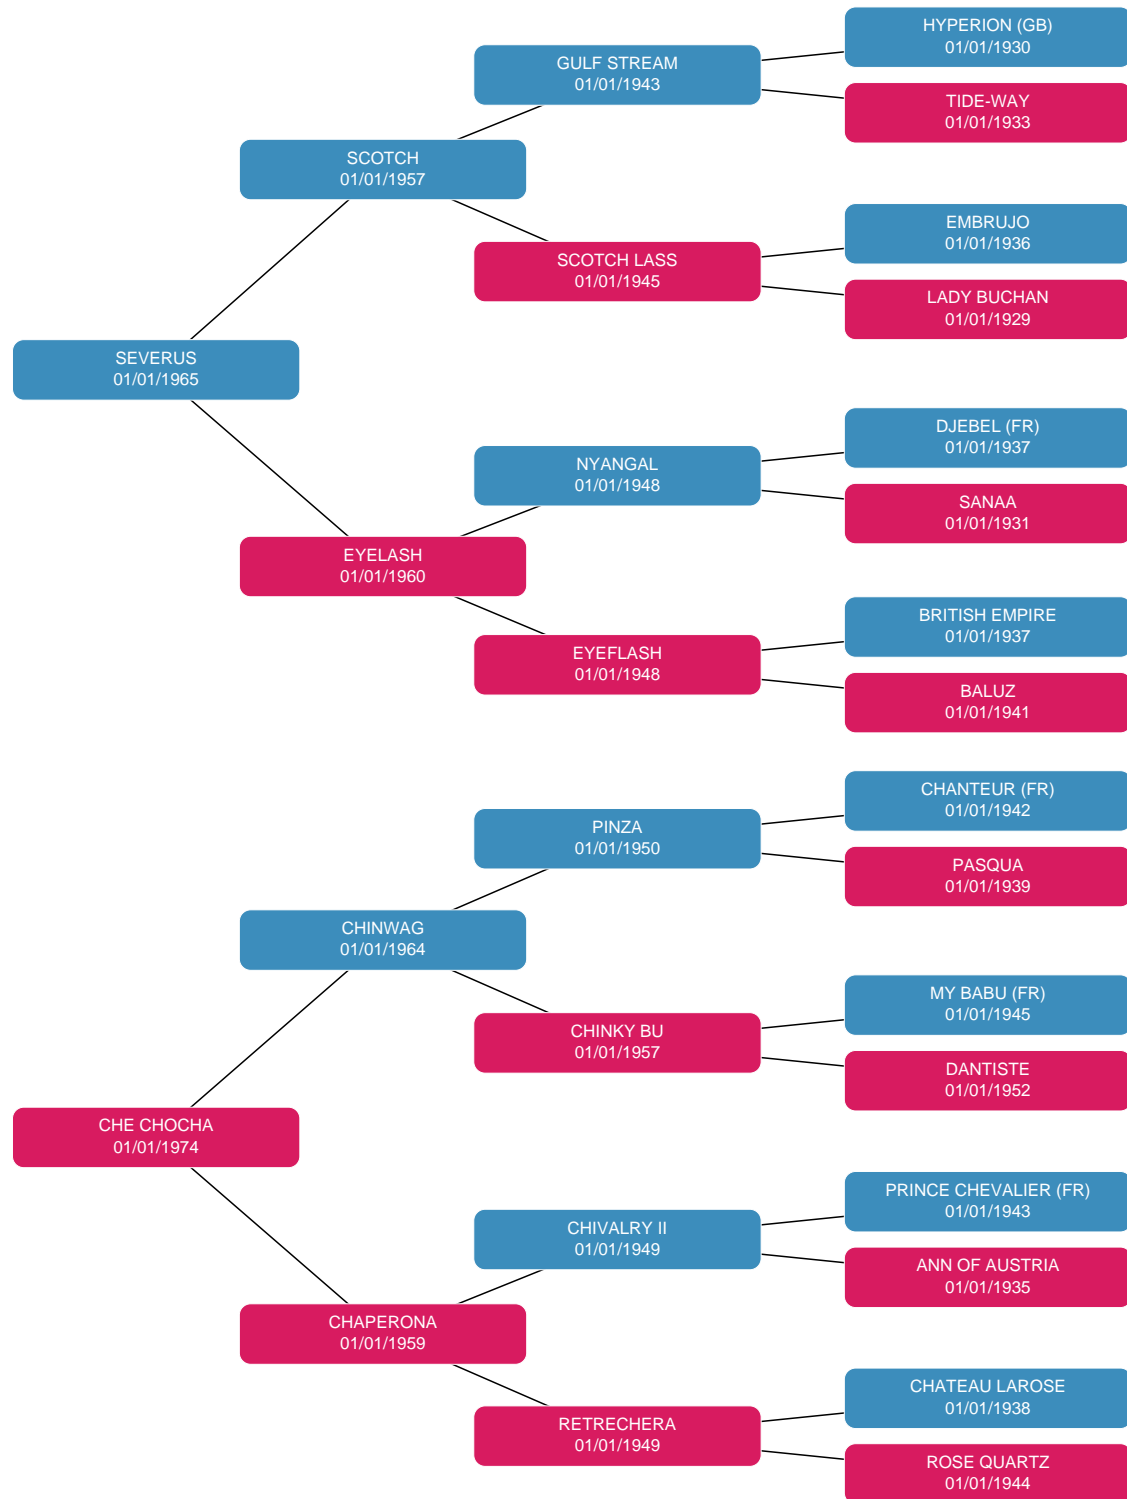 HYPERION (GB)
01/01/1930
GULF STREAM
01/01/1943
TIDE-WAY
01/01/1933
SCOTCH
01/01/1957
EMBRUJO
01/01/1936
SCOTCH LASS
01/01/1945
LADY BUCHAN
01/01/1929
SEVERUS
01/01/1965
DJEBEL (FR)
01/01/1937
NYANGAL
01/01/1948
SANAA
01/01/1931
EYELASH
01/01/1960
BRITISH EMPIRE
01/01/1937
EYEFLASH
01/01/1948
BALUZ
01/01/1941
CHANTEUR (FR)
01/01/1942
PINZA
01/01/1950
PASQUA
01/01/1939
CHINWAG
01/01/1964
MY BABU (FR)
01/01/1945
CHINKY BU
01/01/1957
DANTISTE
01/01/1952
CHE CHOCHA
01/01/1974
PRINCE CHEVALIER (FR)
01/01/1943
CHIVALRY II
01/01/1949
ANN OF AUSTRIA
01/01/1935
CHAPERONA
01/01/1959
CHATEAU LAROSE
01/01/1938
RETRECHERA
01/01/1949
ROSE QUARTZ
01/01/1944